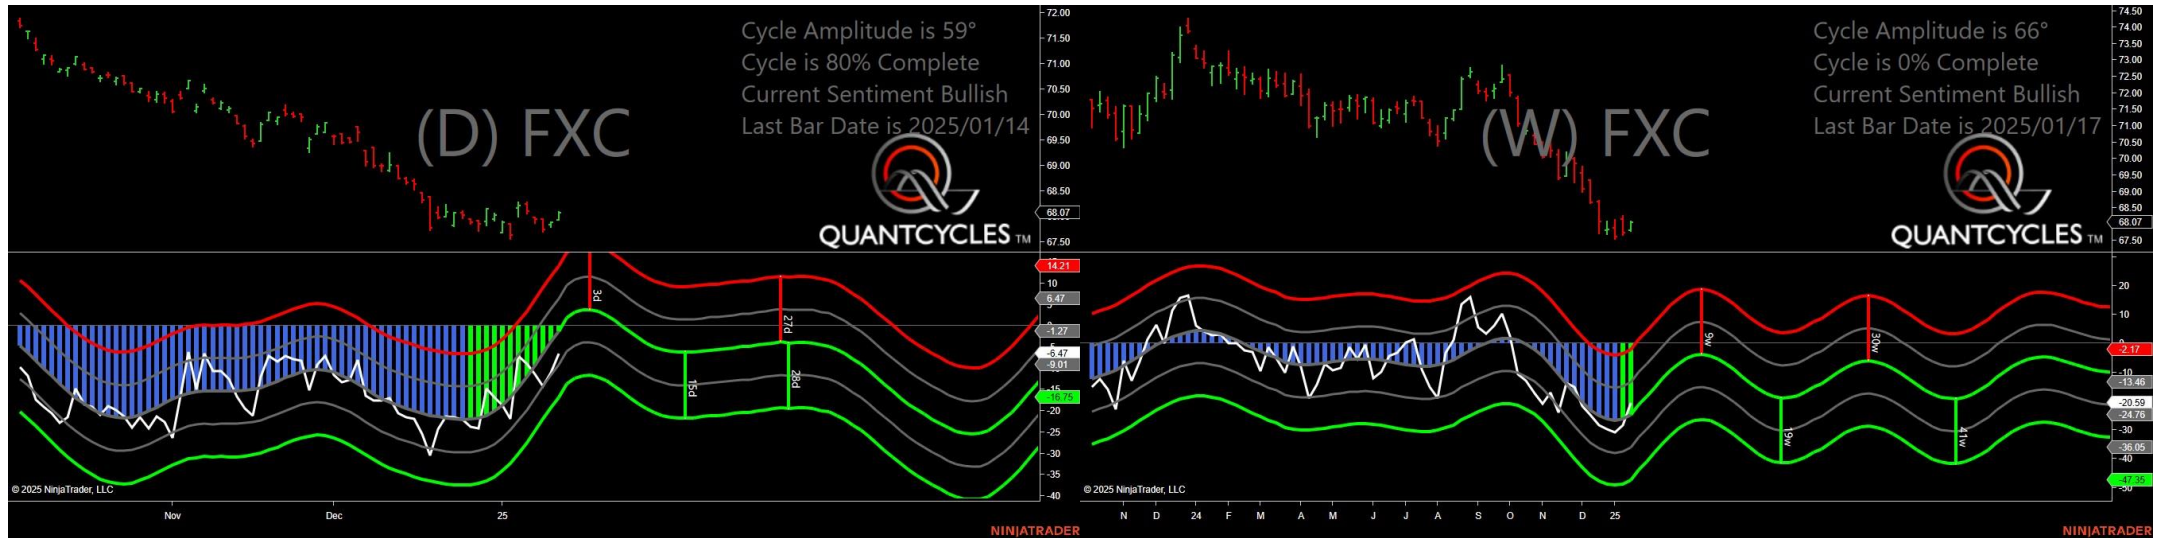 Cycle Amplitude is 59°
Cycle is 80% Complete
Current Sentiment Bullish
Last Bar Date is 2025/01/14
(D) FXC
QUANTCYCLES TM
72.00
71.50
71.00
70.50
70.00
69.50
69.00
68.50
68.07
67.50
14.21
10
6.47
-1.27
-6.47
-9.01
-15
-16.75
-20
-25
-30
-35
-40
3d
15d
27d
28d
© 2025 NinjaTrader, LLC
Nov
Dec
25
NINJATRADER
Cycle Amplitude is 66°
Cycle is 0% Complete
Current Sentiment Bullish
Last Bar Date is 2025/01/17
(W) FXC
QUANTCYCLES TM
74.50
74.00
73.50
73.00
72.50
72.00
71.50
71.00
70.50
70.00
69.50
69.00
68.50
68.07
67.50
20
10
-2.17
-10
-13.46
-20.59
-24.76
-30
-36.05
-40
-47.35
9w
19w
30w
41w
© 2025 NinjaTrader, LLC
N
D
24
F
M
A
M
J
J
A
S
O
N
D
25
NINJATRADER